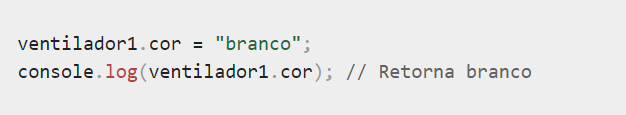 ventilador1.cor = "branco";
console.log(ventilador1.cor); // Retorna branco